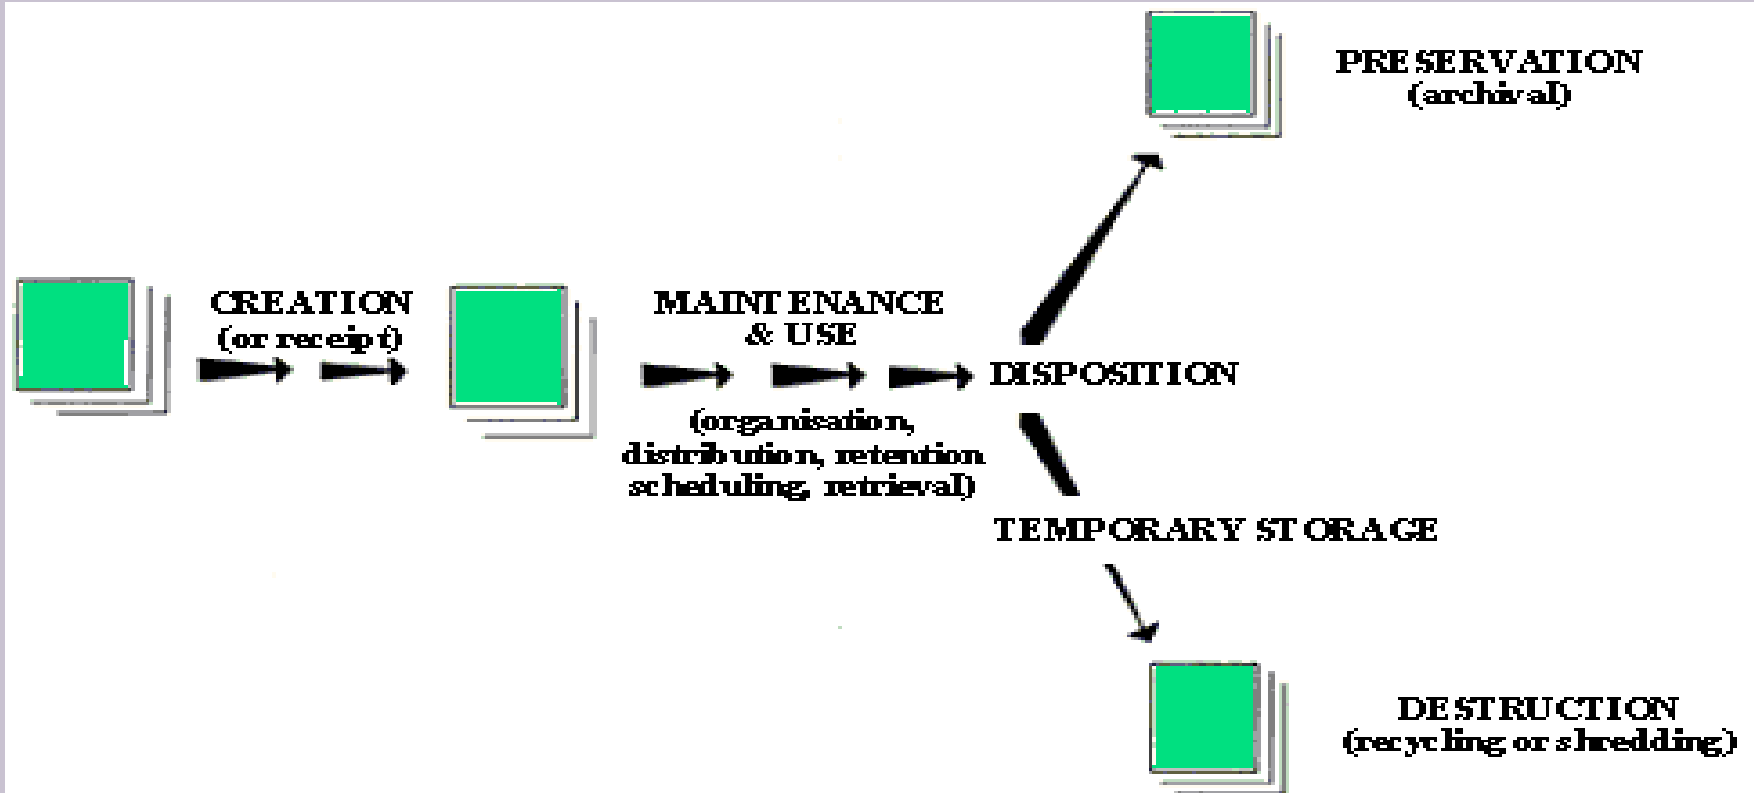 PRESERVATION
(archival)
CREATION
(or receipt)
MAINTENANCE
& USE
DISPOSITION
(organisation,
distribution, retention
scheduling, retrieval)
TEMPORARY STORAGE
DESTRUCTION
(recycling or shredding)